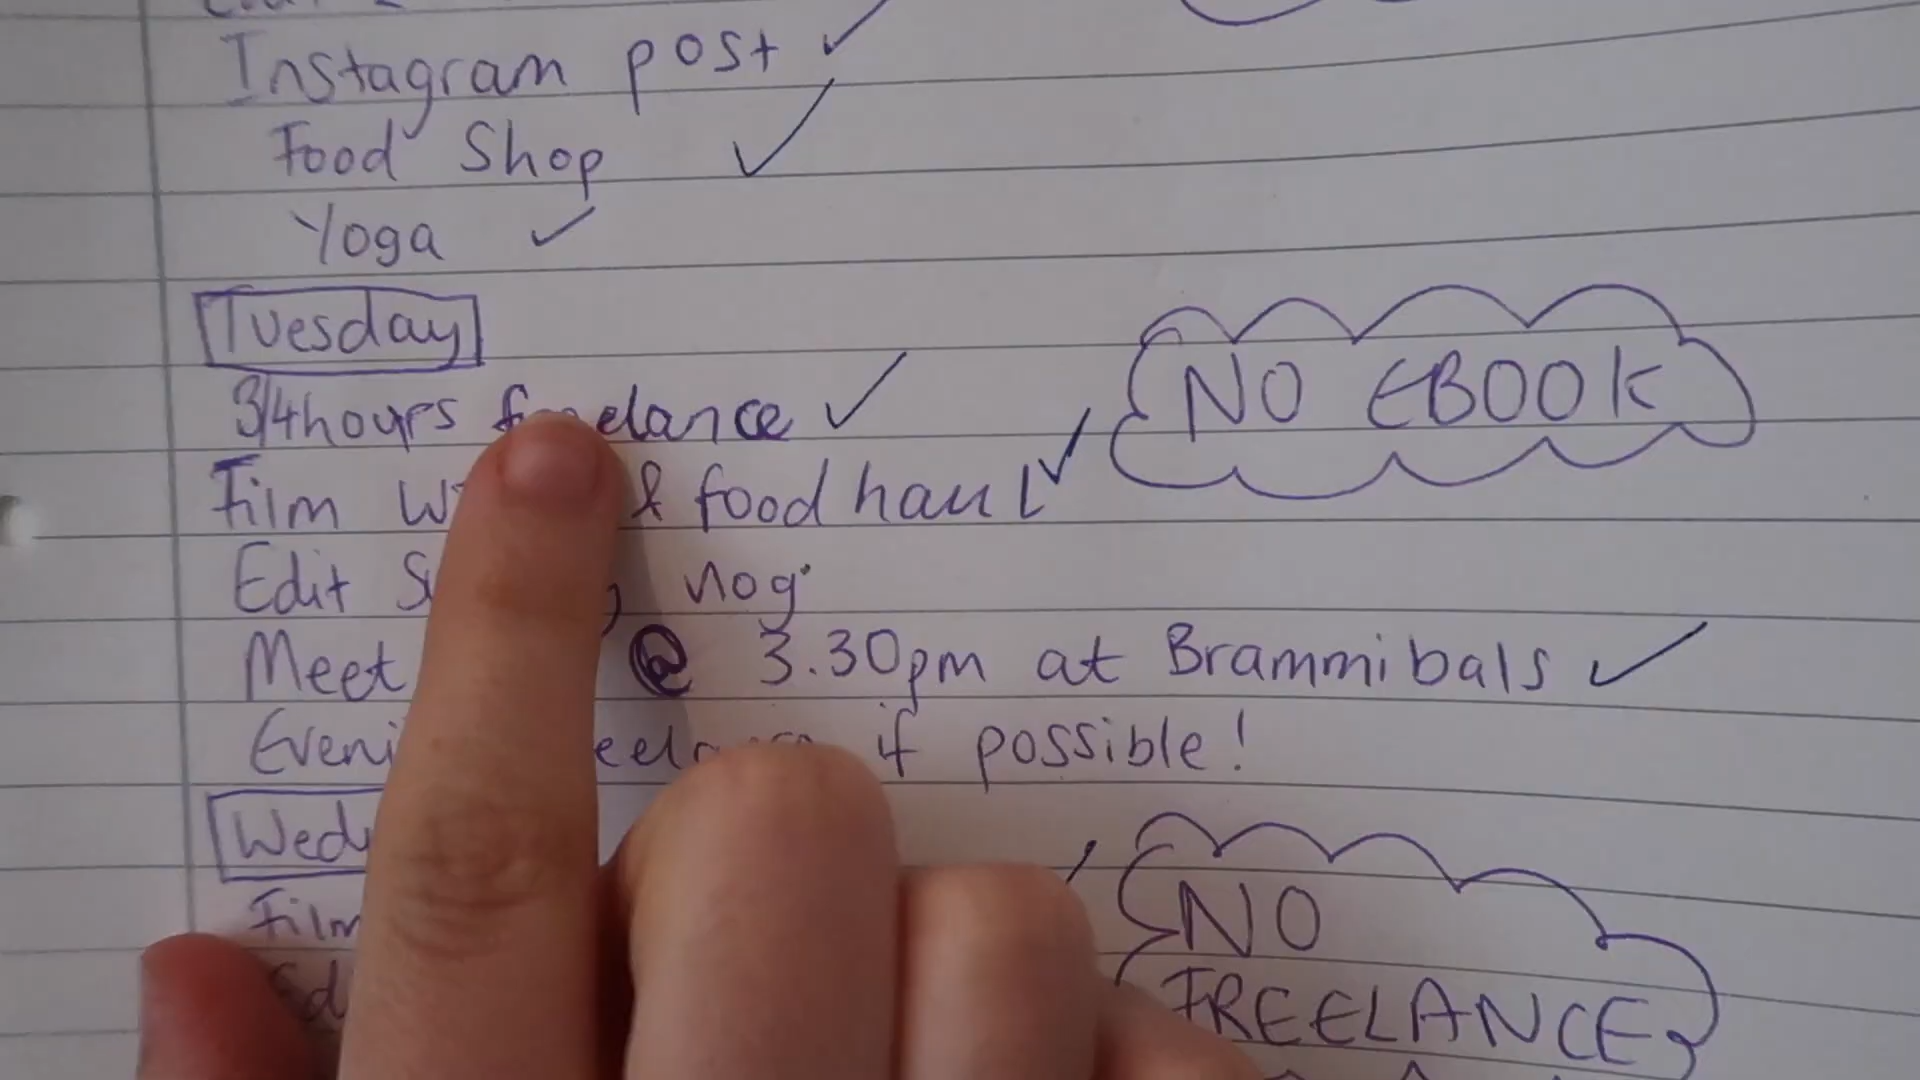 Instagram post ✓
Food Shop ✓
Yoga ✓
Tuesday
3/4hours freelance ✓
NO EBOOK
Film & food haul ✓
Edit vlog
Meet @ 3.30pm at Brammibals ✓
if possible!
Film
NO
FREELANCE